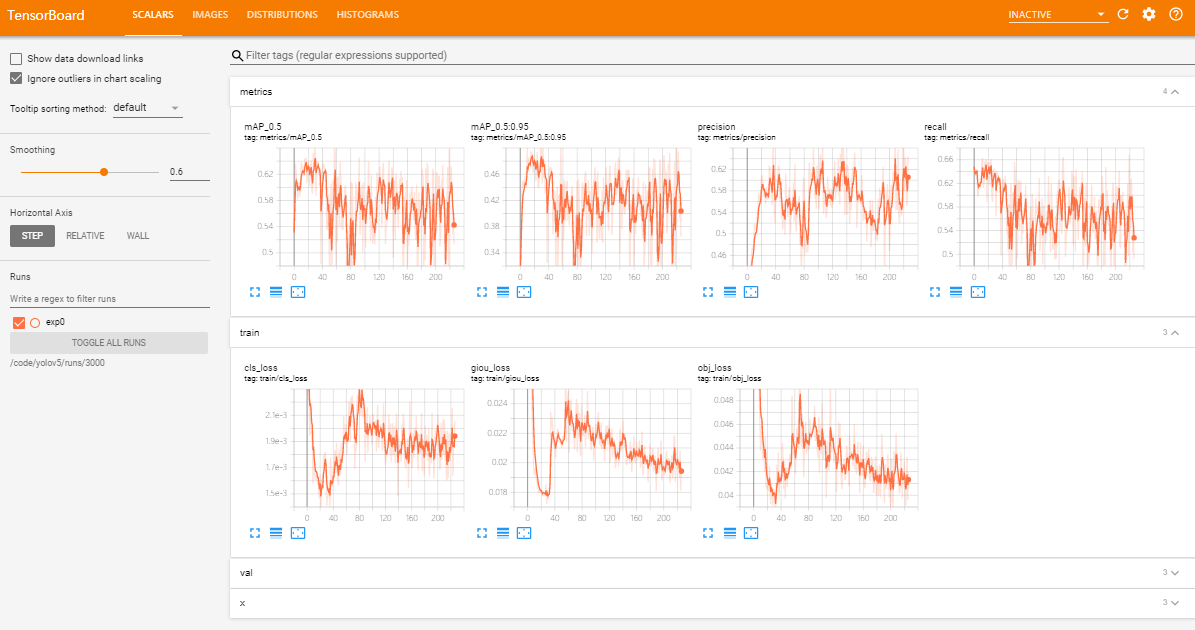 TensorBoard SCALARS IMAGES DISTRIBUTIONS HISTOGRAMS INACTIVE
Show data download links
Ignore outliers in chart scaling
Tooltip sorting method: default
Smoothing
0.6
Horizontal Axis
STEP RELATIVE WALL
Runs
Write a regex to filter runs
exp0
TOGGLE ALL RUNS
/code/yolov5/runs/3000
Filter tags (regular expressions supported)
metrics 4
mAP_0.5
tag: metrics/mAP_0.5
0.62
0.58
0.54
0.5
0 40 80 120 160 200
mAP_0.5:0.95
tag: metrics/mAP_0.5:0.95
0.46
0.42
0.38
0.34
0 40 80 120 160 200
precision
tag: metrics/precision
0.62
0.58
0.54
0.5
0.46
0 40 80 120 160 200
recall
tag: metrics/recall
0.66
0.62
0.58
0.54
0.5
0 40 80 120 160 200
train 3
cls_loss
tag: train/cls_loss
2.1e-3
1.9e-3
1.7e-3
1.5e-3
0 40 80 120 160 200
giou_loss
tag: train/giou_loss
0.024
0.022
0.02
0.018
0 40 80 120 160 200
obj_loss
tag: train/obj_loss
0.048
0.046
0.044
0.042
0.04
0 40 80 120 160 200
val 3
x 3